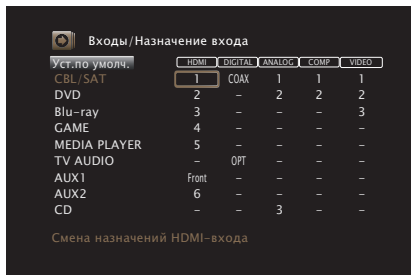 Входы/Назначение входа
Уст.по умолч. HDMI DIGITAL ANALOG COMP VIDEO
CBL/SAT 1 COAX 1 1 1
DVD 2 – 2 2 2
Blu-ray 3 – – – 3
GAME 4 – – – –
MEDIA PLAYER 5 – – – –
TV AUDIO – OPT – – –
AUX1 Front – – – –
AUX2 6 – – – –
CD – – 3 – –
Смена назначений HDMI-входа